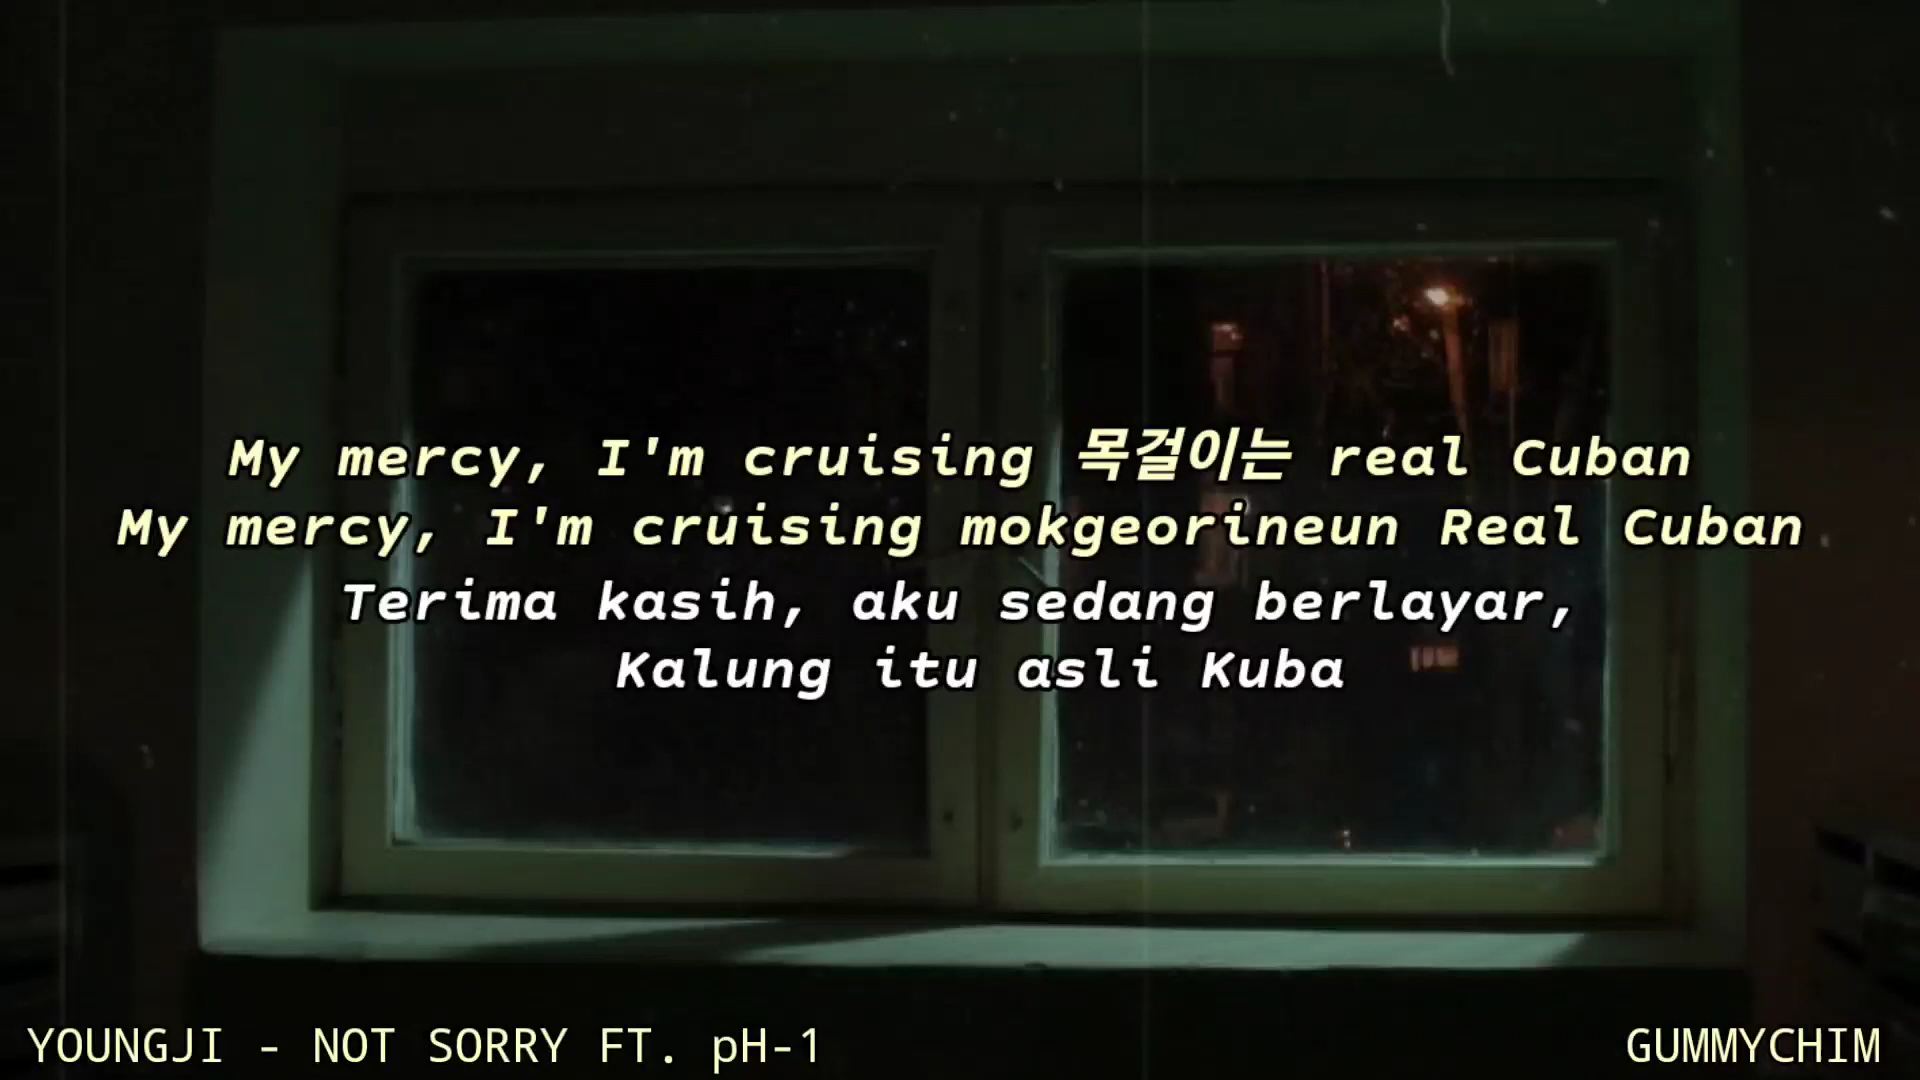 My mercy, I'm cruising 목걸이는 real Cuban
My mercy, I'm cruising mokgeorineun Real Cuban
Terima kasih, aku sedang berlayar,
Kalung itu asli Kuba
YOUNGJI - NOT SORRY FT. pH-1
GUMMYCHIM